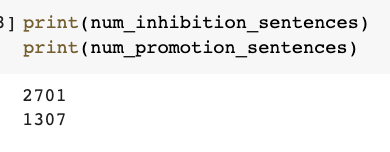 3] print(num_inhibition_sentences)
print(num_promotion_sentences)
2701
1307